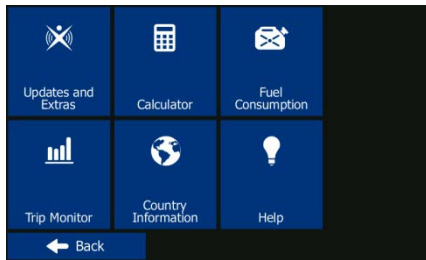 Updates and
Extras
Calculator
Fuel
Consumption
Trip Monitor
Country
Information
Help
Back